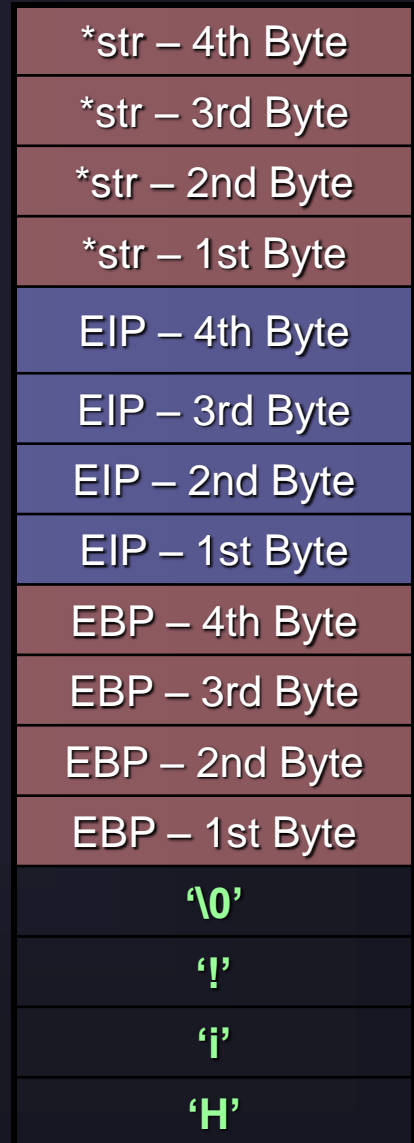 *str – 4th Byte
*str – 3rd Byte
*str – 2nd Byte
*str – 1st Byte
EIP – 4th Byte
EIP – 3rd Byte
EIP – 2nd Byte
EIP – 1st Byte
EBP – 4th Byte
EBP – 3rd Byte
EBP – 2nd Byte
EBP – 1st Byte
‘\0’
‘!’
‘i’
‘H’